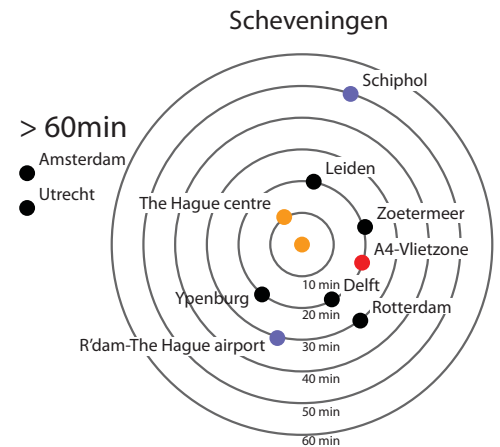 Scheveningen
Schiphol
> 60min
Amsterdam
Utrecht
Leiden
The Hague centre
Zoetermeer
A4-Vlietzone
10 min
Delft
Ypenburg
Rotterdam
20 min
R'dam-The Hague airport
30 min
40 min
50 min
60 min